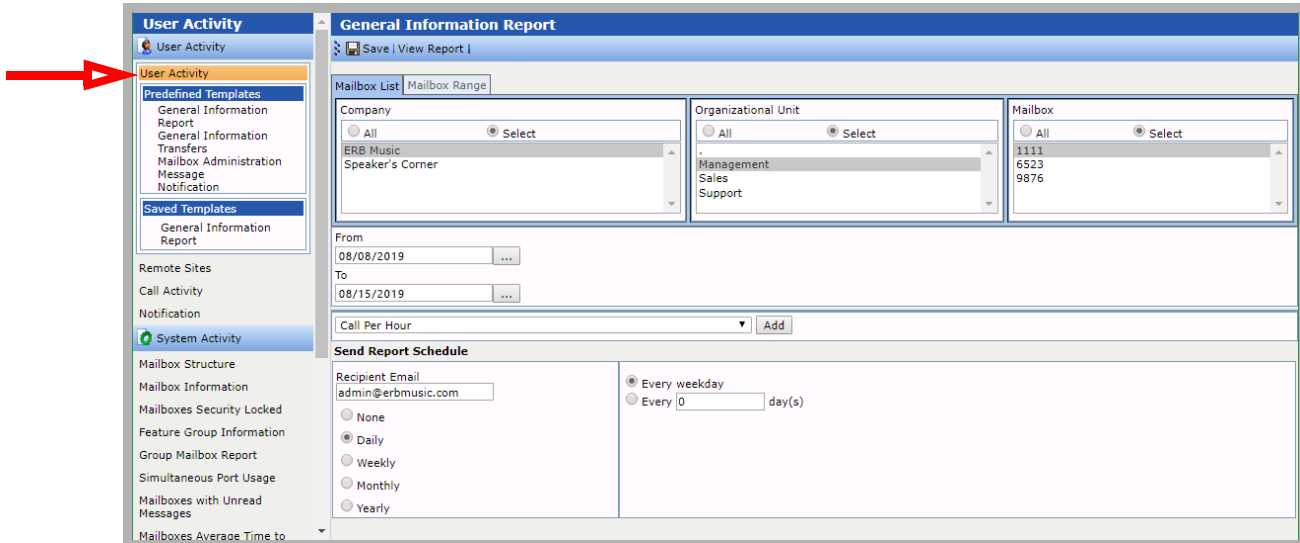 User Activity
User Activity
User Activity
Predefined Templates
General Information
Report
General Information
Transfers
Mailbox Administration
Message
Notification
Saved Templates
General Information
Report
Remote Sites
Call Activity
Notification
System Activity
Mailbox Structure
Mailbox Information
Mailboxes Security Locked
Feature Group Information
Group Mailbox Report
Simultaneous Port Usage
Mailboxes with Unread
Messages
Mailboxes Average Time to
General Information Report
Save | View Report |
Mailbox List Mailbox Range
Company
All Select
ERB Music
Speaker's Corner
Organizational Unit
All Select
.
Management
Sales
Support
Mailbox
All Select
1111
6523
9876
From
08/08/2019 ...
To
08/15/2019 ...
Call Per Hour Add
Send Report Schedule
Recipient Email
admin@erbmusic.com
None
Daily
Weekly
Monthly
Yearly
Every weekday
Every 0 day(s)